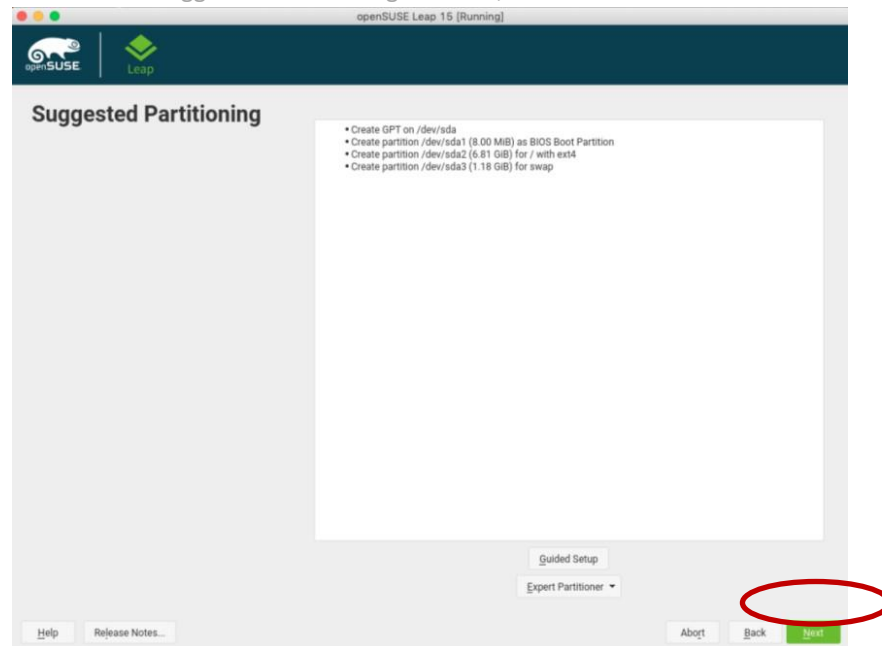 openSUSE Leap 15 [Running]
openSUSE
Leap
Suggested Partitioning
• Create GPT on /dev/sda
• Create partition /dev/sda1 (8.00 MiB) as BIOS Boot Partition
• Create partition /dev/sda2 (6.81 GiB) for / with ext4
• Create partition /dev/sda3 (1.18 GiB) for swap
Guided Setup
Expert Partitioner
Help Release Notes... Abort Back Next